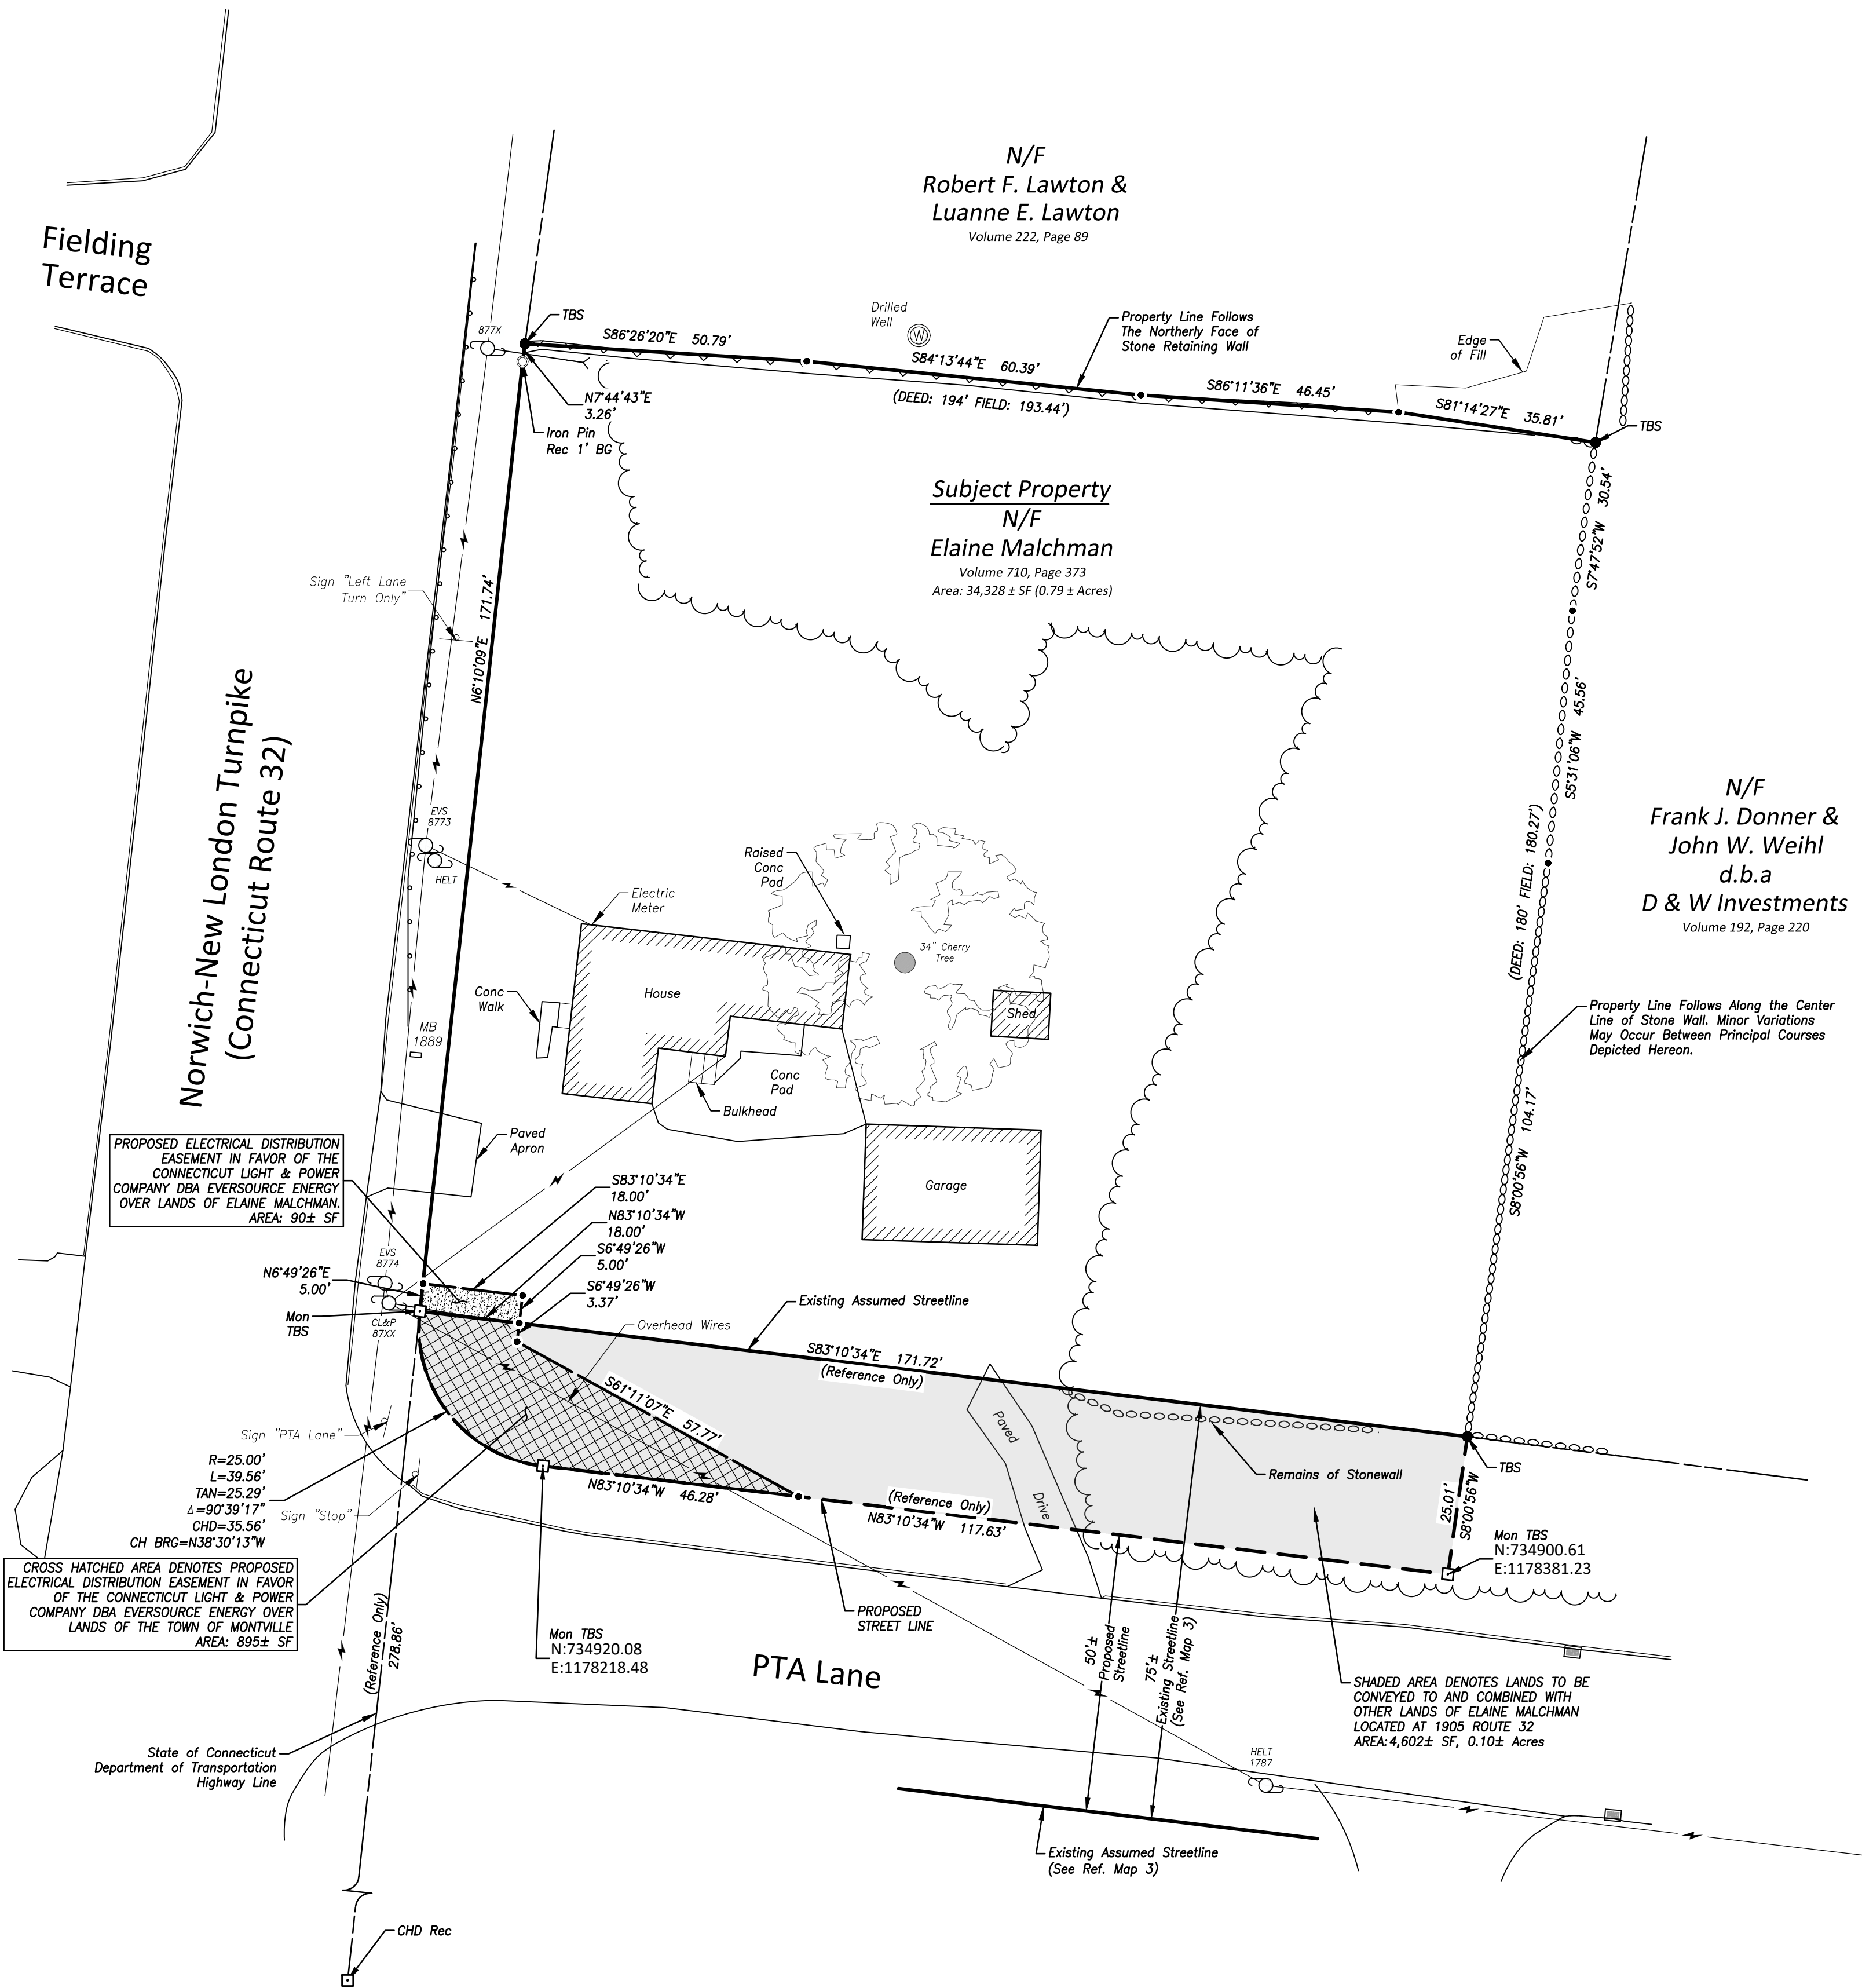 N/F
Robert F. Lawton &
Luanne E. Lawton
Volume 222, Page 89
Fielding
Terrace
877X
TBS
S86°26'20"E 50.79'
Drilled
Well
W
S84°13'44"E 60.39'
Property Line Follows
The Northerly Face of
Stone Retaining Wall
S86°11'36"E 46.45'
Edge
of Fill
S81°14'27"E 35.81'
TBS
(DEED: 194' FIELD: 193.44')
N7°44'43"E
3.26'
Iron Pin
Rec 1' BG
Subject Property
N/F
Elaine Malchman
Volume 710, Page 373
Area: 34,328 ± SF (0.79 ± Acres)
S7°47'52"W 30.54'
Sign "Left Lane
Turn Only"
N6°10'09"E 171.74'
S5°31'06"W 45.56'
Norwich-New London Turnpike
(Connecticut Route 32)
N/F
Frank J. Donner &
John W. Weihl
d.b.a
D & W Investments
Volume 192, Page 220
(DEED: 180' FIELD: 180.27')
EVS
8773
HELT
Electric
Meter
Raised
Conc
Pad
34" Cherry
Tree
House
Shed
Conc
Walk
MB
1889
Conc
Pad
Bulkhead
Property Line Follows Along the Center
Line of Stone Wall. Minor Variations
May Occur Between Principal Courses
Depicted Hereon.
S8°00'56"W 104.17'
Paved
Apron
PROPOSED ELECTRICAL DISTRIBUTION
EASEMENT IN FAVOR OF THE
CONNECTICUT LIGHT & POWER
COMPANY DBA EVERSOURCE ENERGY
OVER LANDS OF ELAINE MALCHMAN.
AREA: 90± SF
Garage
S83°10'34"E
18.00'
N83°10'34"W
18.00'
S6°49'26"W
5.00'
S6°49'26"W
3.37'
EVS
8774
N6°49'26"E
5.00'
Mon
TBS
CL&P
87XX
Existing Assumed Streetline
Overhead Wires
S83°10'34"E 171.72'
(Reference Only)
S61°11'07"E 57.77'
Paved
Drive
Sign "PTA Lane"
R=25.00'
L=39.56'
TAN=25.29'
Δ=90°39'17"
CHD=35.56'
CH BRG=N38°30'13"W
Sign "Stop"
N83°10'34"W 46.28'
(Reference Only)
N83°10'34"W 117.63'
Remains of Stonewall
TBS
25.01'
S8°00'56"W
Mon TBS
N:734900.61
E:1178381.23
CROSS HATCHED AREA DENOTES PROPOSED
ELECTRICAL DISTRIBUTION EASEMENT IN FAVOR
OF THE CONNECTICUT LIGHT & POWER
COMPANY DBA EVERSOURCE ENERGY OVER
LANDS OF THE TOWN OF MONTVILLE
AREA: 895± SF
(Reference Only)
278.86'
Mon TBS
N:734920.08
E:1178218.48
PROPOSED
STREET LINE
PTA Lane
50'±
Proposed
Streetline
75'±
Existing Streetline
(See Ref. Map 3)
SHADED AREA DENOTES LANDS TO BE
CONVEYED TO AND COMBINED WITH
OTHER LANDS OF ELAINE MALCHMAN
LOCATED AT 1905 ROUTE 32
AREA:4,602± SF, 0.10± Acres
State of Connecticut
Department of Transportation
Highway Line
HELT
1787
Existing Assumed Streetline
(See Ref. Map 3)
CHD Rec